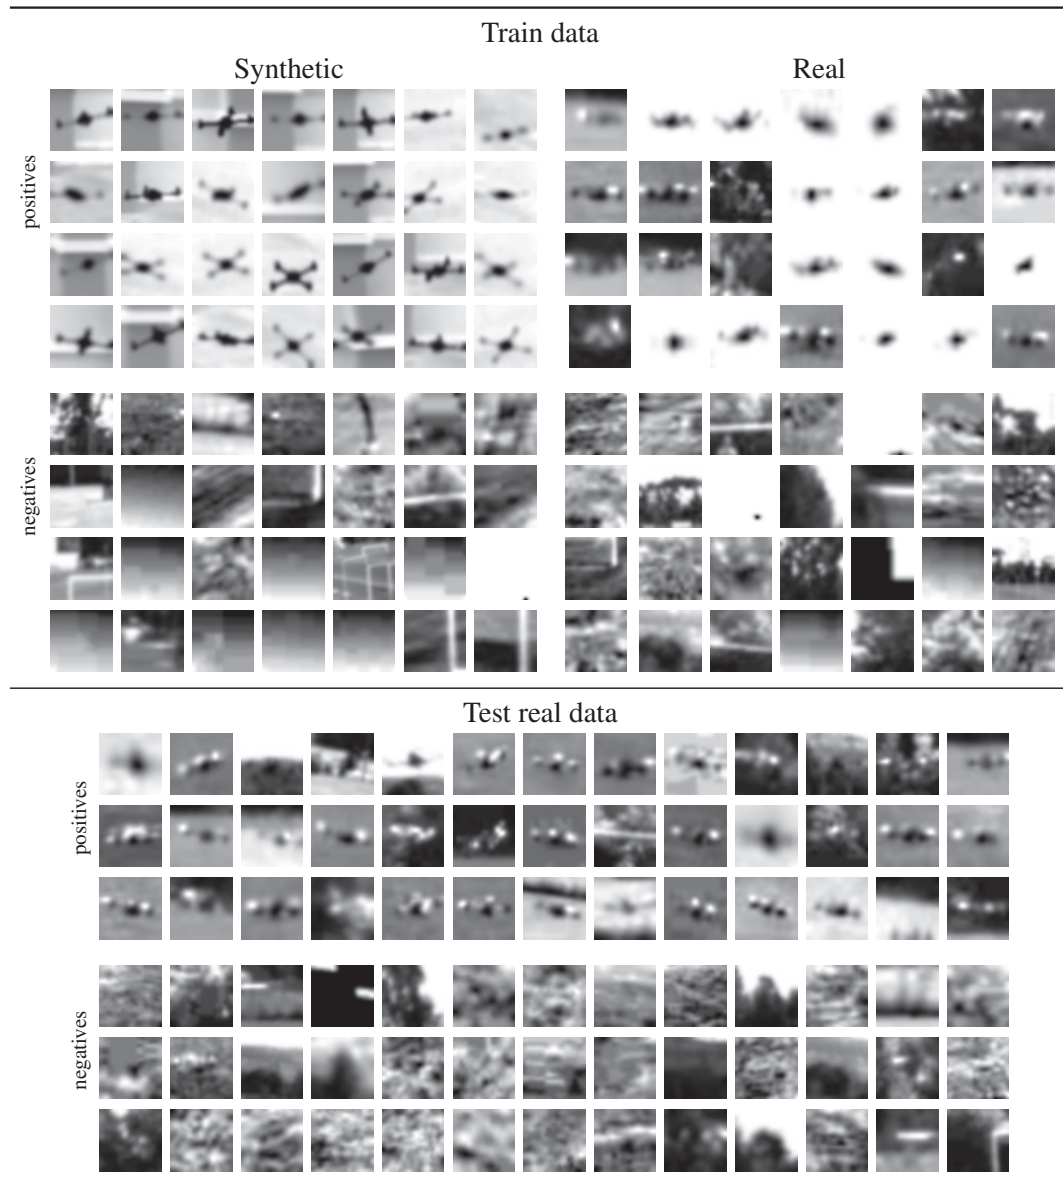 Train data
Synthetic
Real
positives
negatives
Test real data
positives
negatives